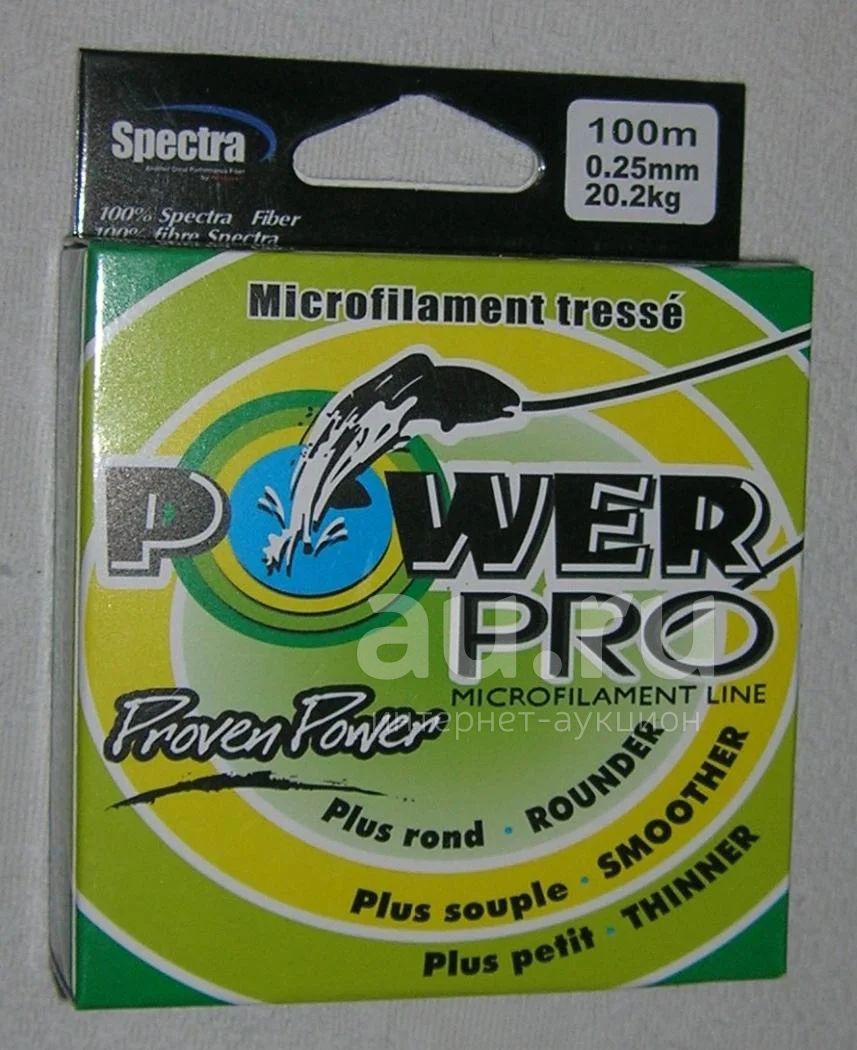 Spectra
100% Spectra Fiber
100% fibre Spectra
100m
0.25mm
20.2kg
Microfilament tressé
POWER
PRO
MICROFILAMENT LINE
au.ru
интернет-аукцион
Proven Power
Plus rond · ROUNDER
Plus souple · SMOOTHER
Plus petit · THINNER